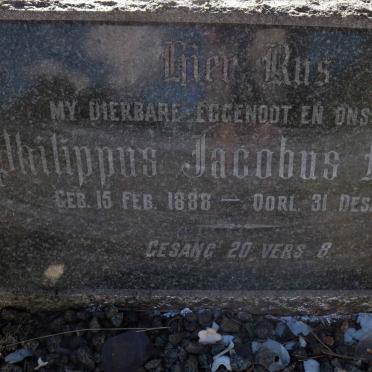 Hier Rus
MY DIERBARE EGGENOOT EN ONS
Philippus Jacobus
GEB. 15 FEB. 1888 — OORL. 31 DES.
GESANG 20 VERS 8